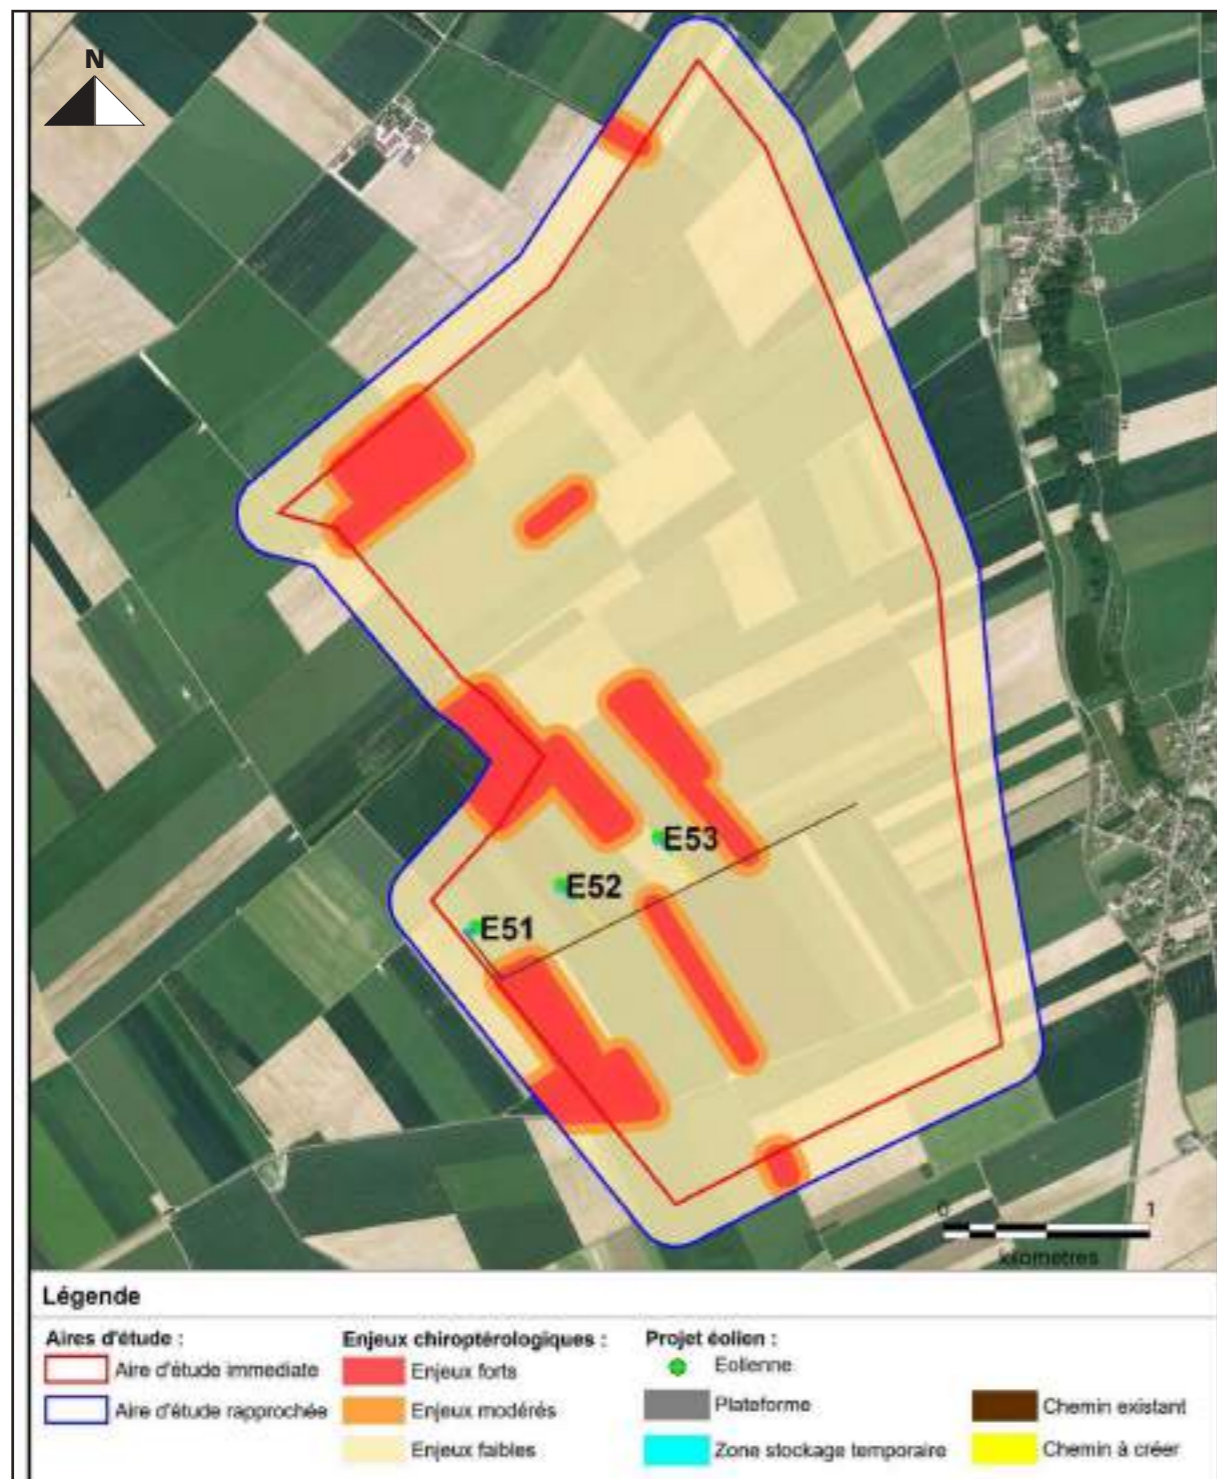 N
E53
E52
E51
0 1
kilomètres
Légende
Aires d'étude :
Aire d'étude immediate
Aire d'étude rapprochée
Enjeux chiroptérologiques :
Enjeux forts
Enjeux modérés
Enjeux faibles
Projet éolien :
Eolienne
Plateforme
Zone stockage temporaire
Chemin existant
Chemin à créer